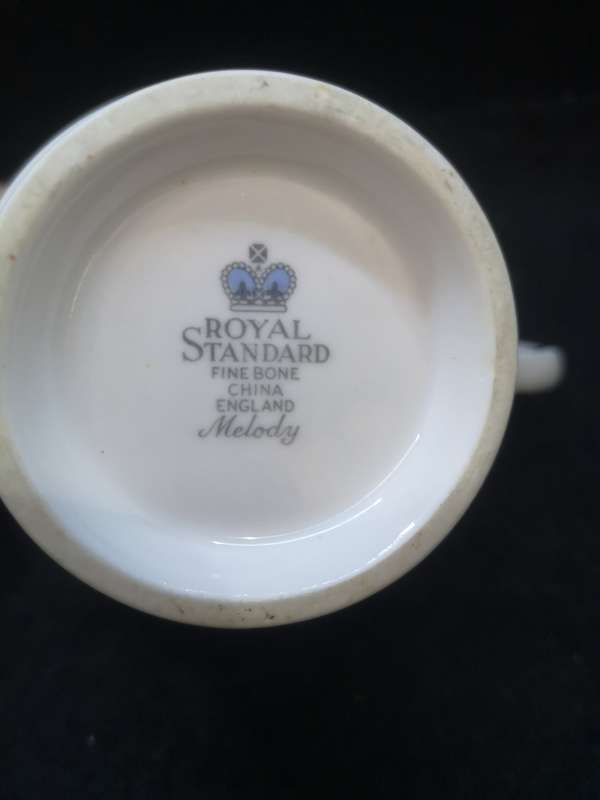 ROYAL
STANDARD
FINE BONE
CHINA
ENGLAND
Melody